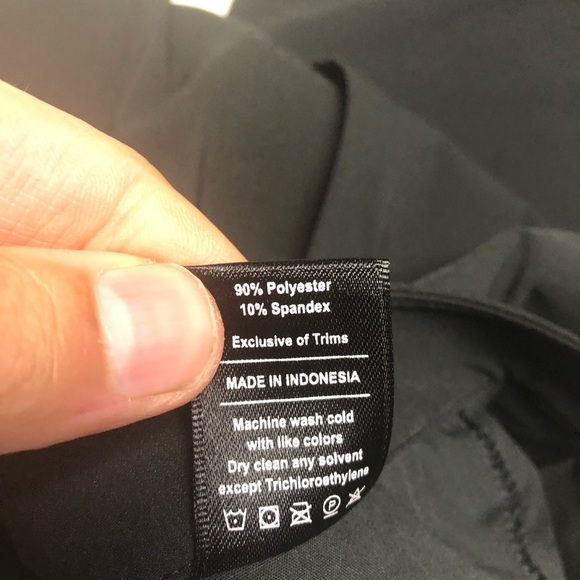 90% Polyester
10% Spandex
Exclusive of Trims
MADE IN INDONESIA
Machine wash cold
with like colors
Dry clean any solvent
except Trichloroethylene
P